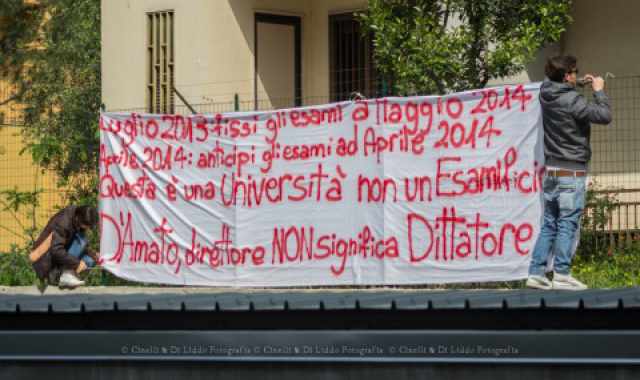 Luglio 2013 fissi gli esami a Maggio 2014
Aprile 2014: anticipi gli esami ad Aprile 2014
Questa è una Università non un Esamificio
D'Amato, direttore NON significa Dittatore
© Cinelli & Di Liddo Fotografia © Cinelli & Di Liddo Fotografia © Cinelli & Di Liddo Fotografia